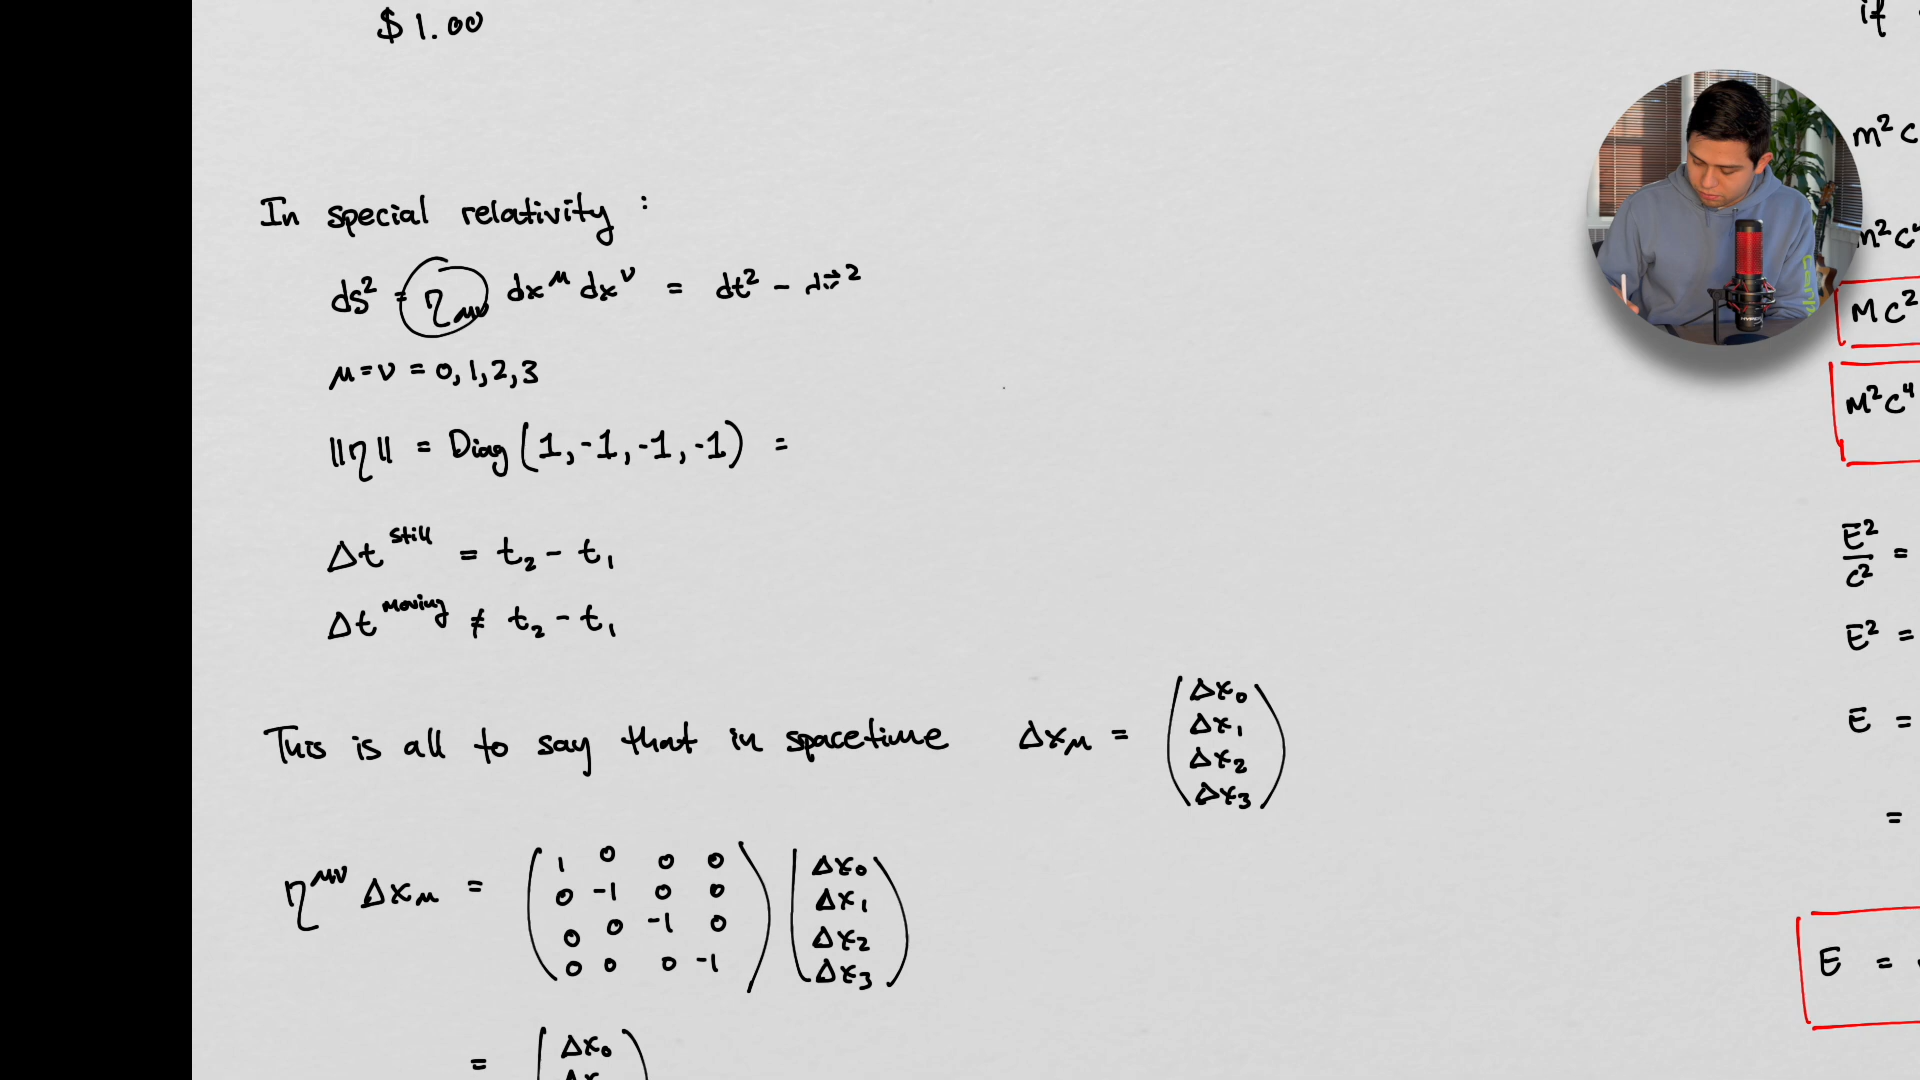 $1.00
if
In special relativity :
ds² = η_μν dx^μ dx^ν = dt² - dx⃗²
μ=ν = 0,1,2,3
||η|| = Diag (1,-1,-1,-1) =
Δt^still = t₂ - t₁
Δt^moving ≠ t₂ - t₁
This is all to say that in spacetime Δx_μ = (Δx₀
Δx₁
Δx₂
Δx₃)
η^μν Δx_μ = (1 0 0 0
0 -1 0 0
0 0 -1 0
0 0 0 -1) (Δx₀
Δx₁
Δx₂
Δx₃)
= (Δx₀
m²c
m²c⁴
Mc²
M²c⁴
E²/c² =
E² =
E =
=
E =